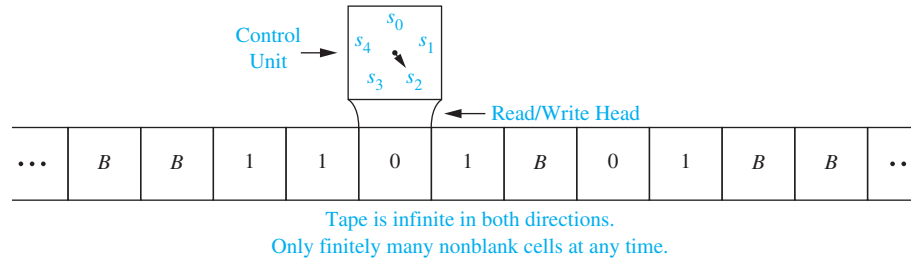 s0
Control
Unit
s4 s1
s3 s2
Read/Write Head
... B B 1 1 0 1 B 0 1 B B ..
Tape is infinite in both directions.
Only finitely many nonblank cells at any time.